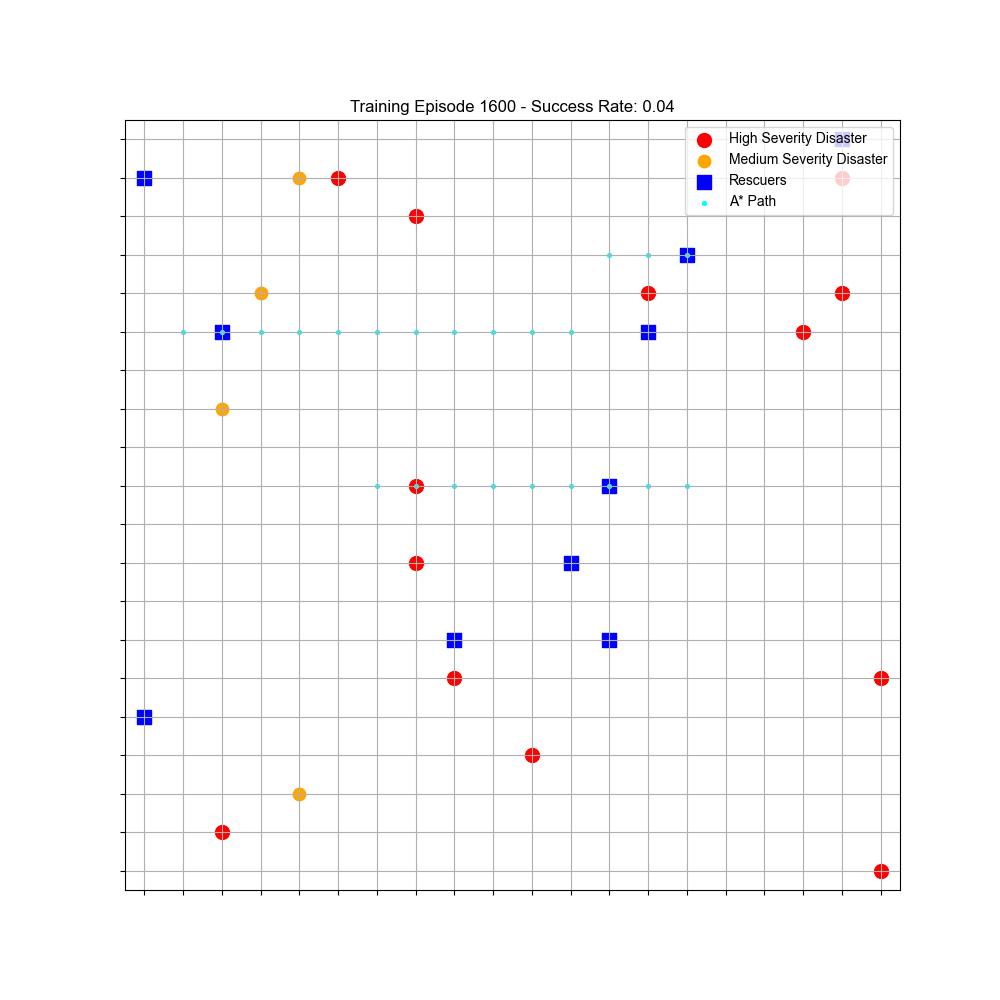 Training Episode 1600 - Success Rate: 0.04
High Severity Disaster
Medium Severity Disaster
Rescuers
A* Path